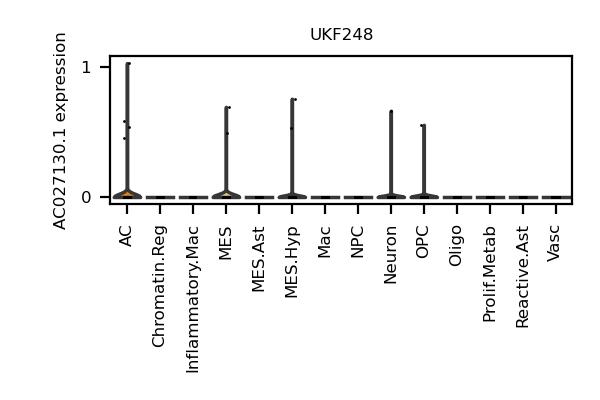 UKF248
AC027130.1 expression
1
0
AC
Chromatin.Reg
Inflammatory.Mac
MES
MES.Ast
MES.Hyp
Mac
NPC
Neuron
OPC
Oligo
Prolif.Metab
Reactive.Ast
Vasc